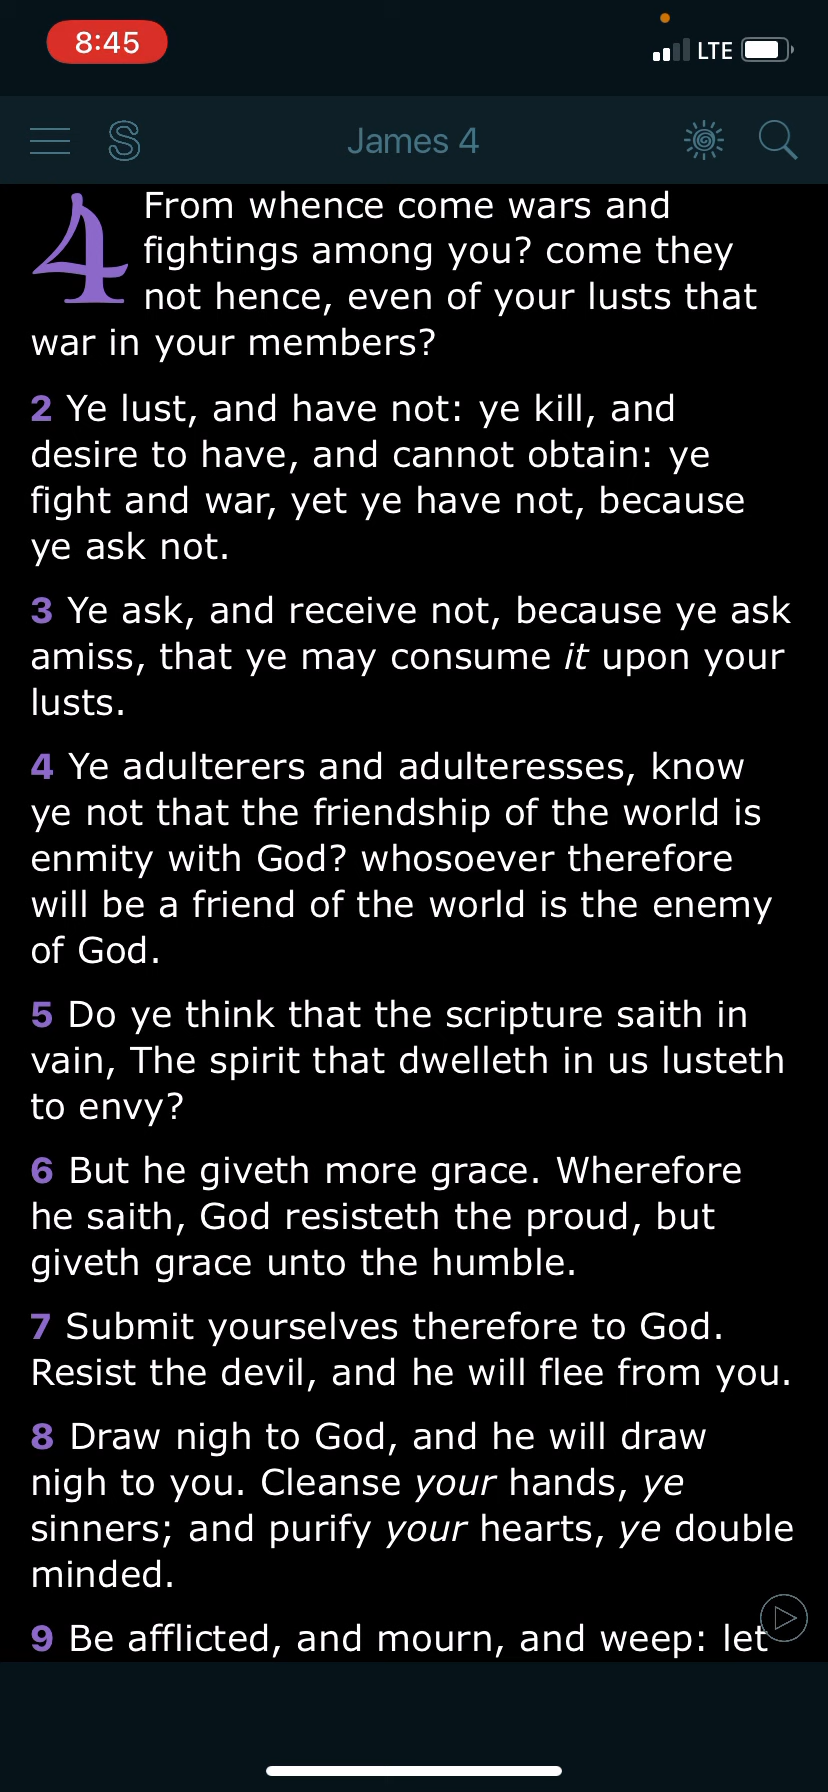 8:45
LTE
S
James 4
4 From whence come wars and
fightings among you? come they
not hence, even of your lusts that
war in your members?
2 Ye lust, and have not: ye kill, and
desire to have, and cannot obtain: ye
fight and war, yet ye have not, because
ye ask not.
3 Ye ask, and receive not, because ye ask
amiss, that ye may consume it upon your
lusts.
4 Ye adulterers and adulteresses, know
ye not that the friendship of the world is
enmity with God? whosoever therefore
will be a friend of the world is the enemy
of God.
5 Do ye think that the scripture saith in
vain, The spirit that dwelleth in us lusteth
to envy?
6 But he giveth more grace. Wherefore
he saith, God resisteth the proud, but
giveth grace unto the humble.
7 Submit yourselves therefore to God.
Resist the devil, and he will flee from you.
8 Draw nigh to God, and he will draw
nigh to you. Cleanse your hands, ye
sinners; and purify your hearts, ye double
minded.
9 Be afflicted, and mourn, and weep: let